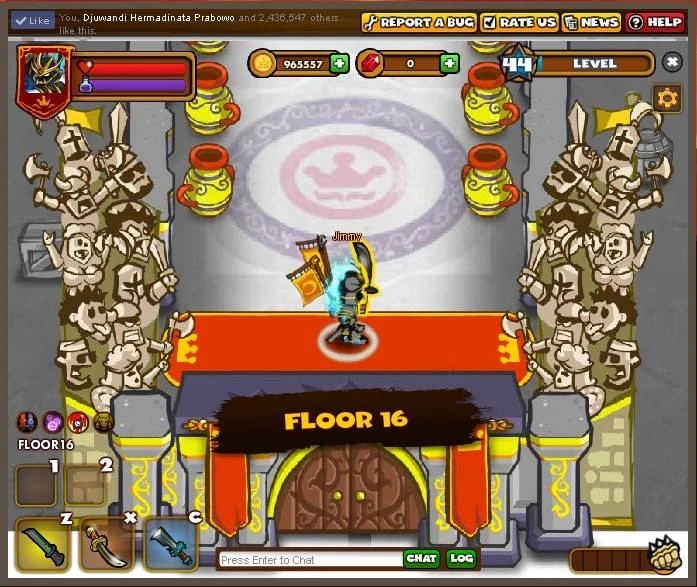 Like You, Djuwandi Hermadinata Prabowo and 2,436,547 others
like this.
REPORT A BUG RATE US NEWS HELP
965557 0 44 LEVEL
Jimmy
FLOOR 16
FLOOR16
1 2
Z X C
Press Enter to Chat CHAT LOG